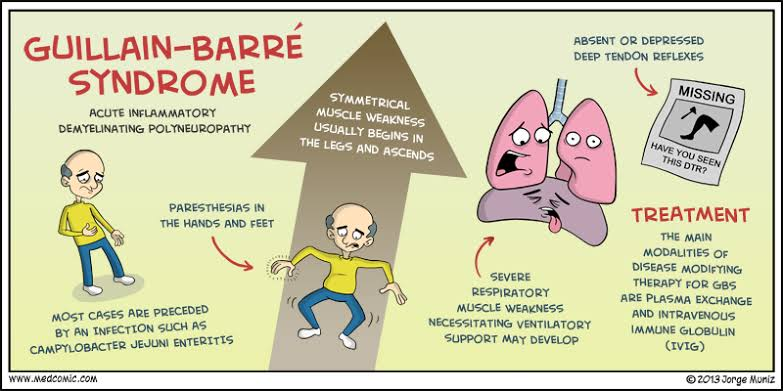 GUILLAIN-BARRÉ
SYNDROME
ACUTE INFLAMMATORY
DEMYELINATING POLYNEUROPATHY
MOST CASES ARE PRECEDED
BY AN INFECTION SUCH AS
CAMPYLOBACTER JEJUNI ENTERITIS
PARESTHESIAS IN
THE HANDS AND FEET
SYMMETRICAL
MUSCLE WEAKNESS
USUALLY BEGINS IN
THE LEGS AND ASCENDS
SEVERE
RESPIRATORY
MUSCLE WEAKNESS
NECESSITATING VENTILATORY
SUPPORT MAY DEVELOP
ABSENT OR DEPRESSED
DEEP TENDON REFLEXES
MISSING
HAVE YOU SEEN
THIS DTR?
TREATMENT
THE MAIN
MODALITIES OF
DISEASE MODIFYING
THERAPY FOR GBS
ARE PLASMA EXCHANGE
AND INTRAVENOUS
IMMUNE GLOBULIN
(IVIG)
www.medcomic.com
© 2013 Jorge Muniz